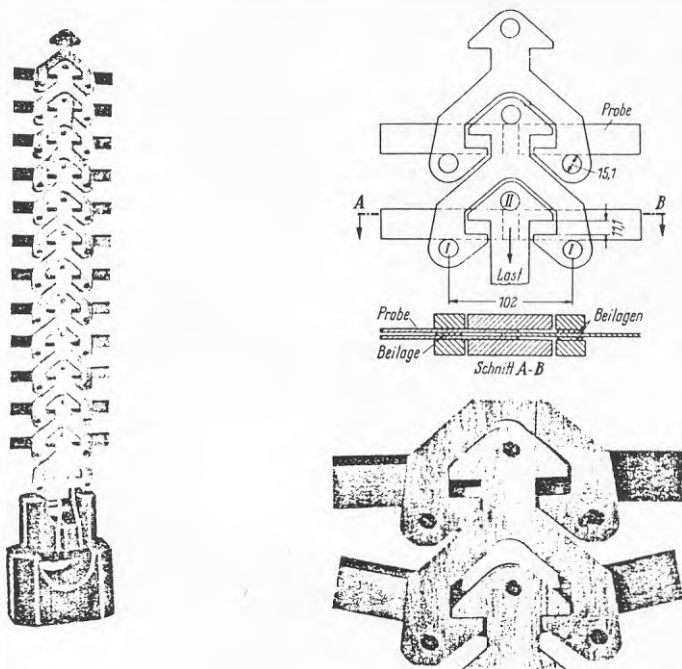 Probe
15,1
A
B
II
11,1
I
I
Last
102
Probe
Beilagen
Beilage
Schnitt A-B